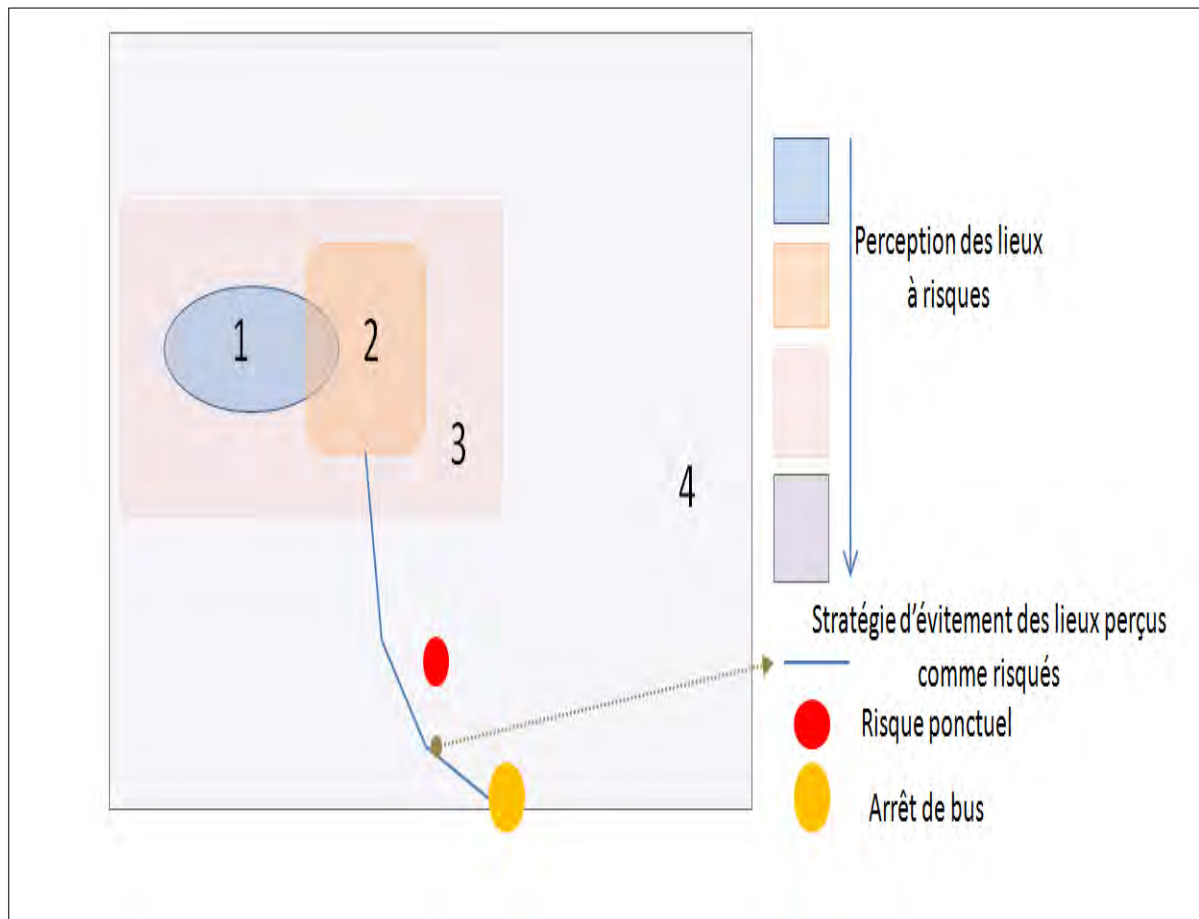 1
2
3
4
Perception des lieux
à risques
Stratégie d'évitement des lieux perçus
comme risqués
Risque ponctuel
Arrêt de bus